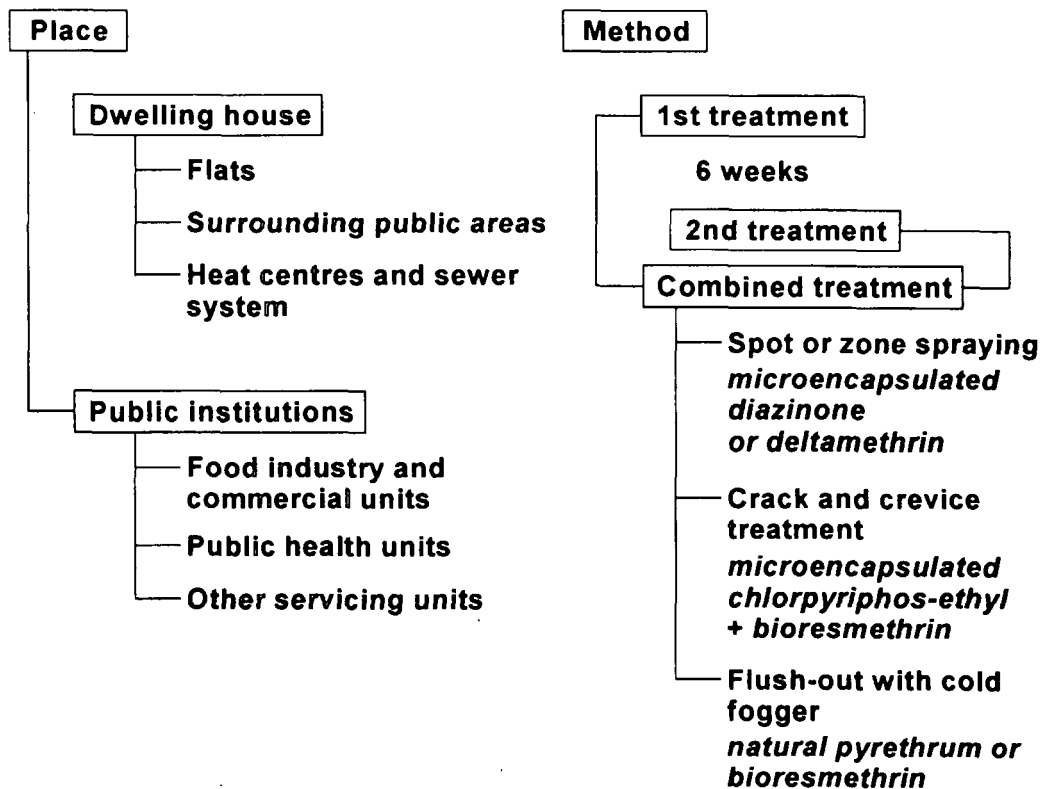 Place
Dwelling house
Flats
Surrounding public areas
Heat centres and sewer
system
Public institutions
Food industry and
commercial units
Public health units
Other servicing units
Method
1st treatment
6 weeks
2nd treatment
Combined treatment
Spot or zone spraying
microencapsulated
diazinone
or deltamethrin
Crack and crevice
treatment
microencapsulated
chlorpyriphos-ethyl
+ bioresmethrin
Flush-out with cold
fogger
natural pyrethrum or
bioresmethrin